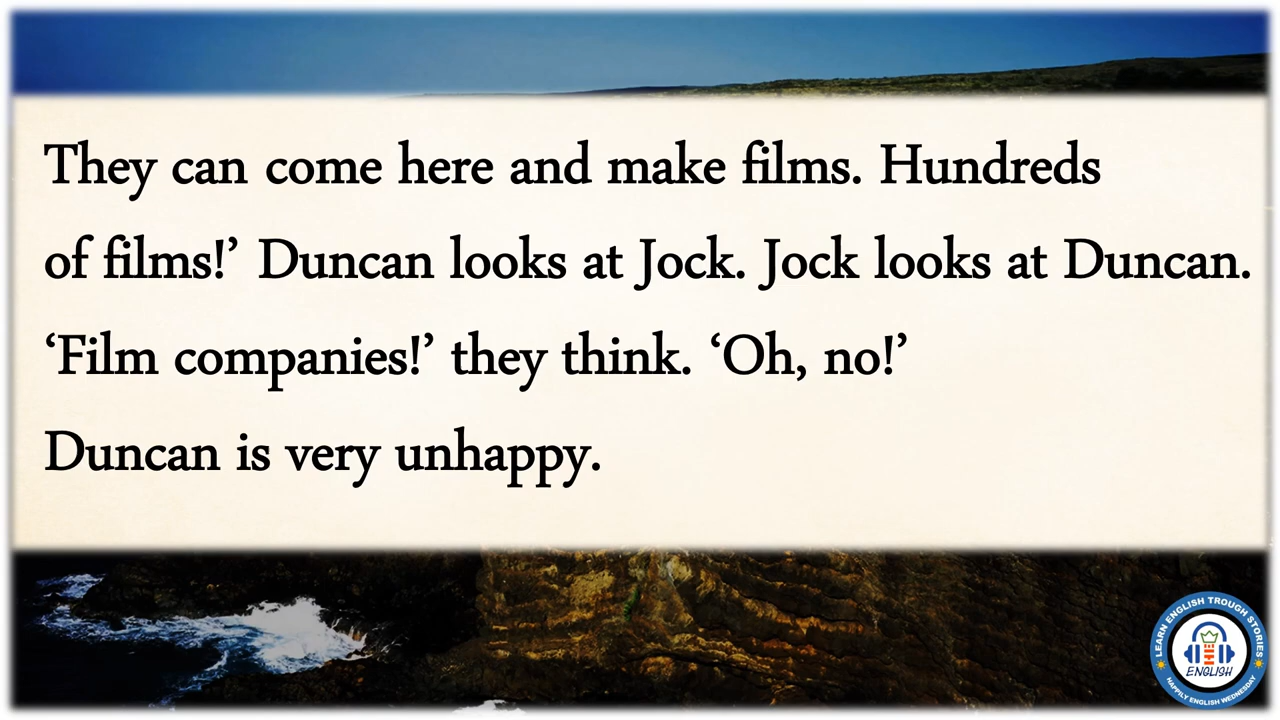 They can come here and make films. Hundreds
of films!’ Duncan looks at Jock. Jock looks at Duncan.
‘Film companies!’ they think. ‘Oh, no!’
Duncan is very unhappy.
LEARN ENGLISH TROUGH STORIES
ENGLISH
HAPPILY ENGLISH WEDNESDAY